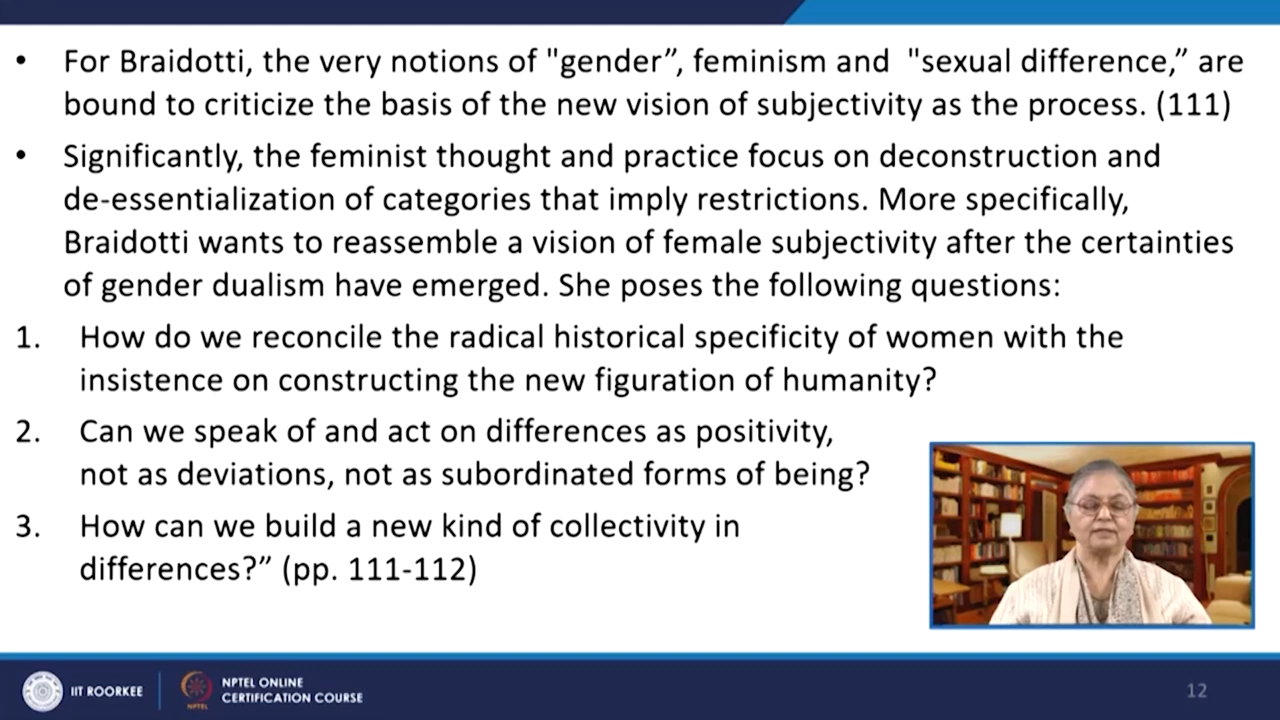 • For Braidotti, the very notions of "gender”, feminism and "sexual difference,” are
bound to criticize the basis of the new vision of subjectivity as the process. (111)
• Significantly, the feminist thought and practice focus on deconstruction and
de-essentialization of categories that imply restrictions. More specifically,
Braidotti wants to reassemble a vision of female subjectivity after the certainties
of gender dualism have emerged. She poses the following questions:
1. How do we reconcile the radical historical specificity of women with the
insistence on constructing the new figuration of humanity?
2. Can we speak of and act on differences as positivity,
not as deviations, not as subordinated forms of being?
3. How can we build a new kind of collectivity in
differences?” (pp. 111-112)
IIT ROORKEE
NPTEL
NPTEL ONLINE
CERTIFICATION COURSE
12